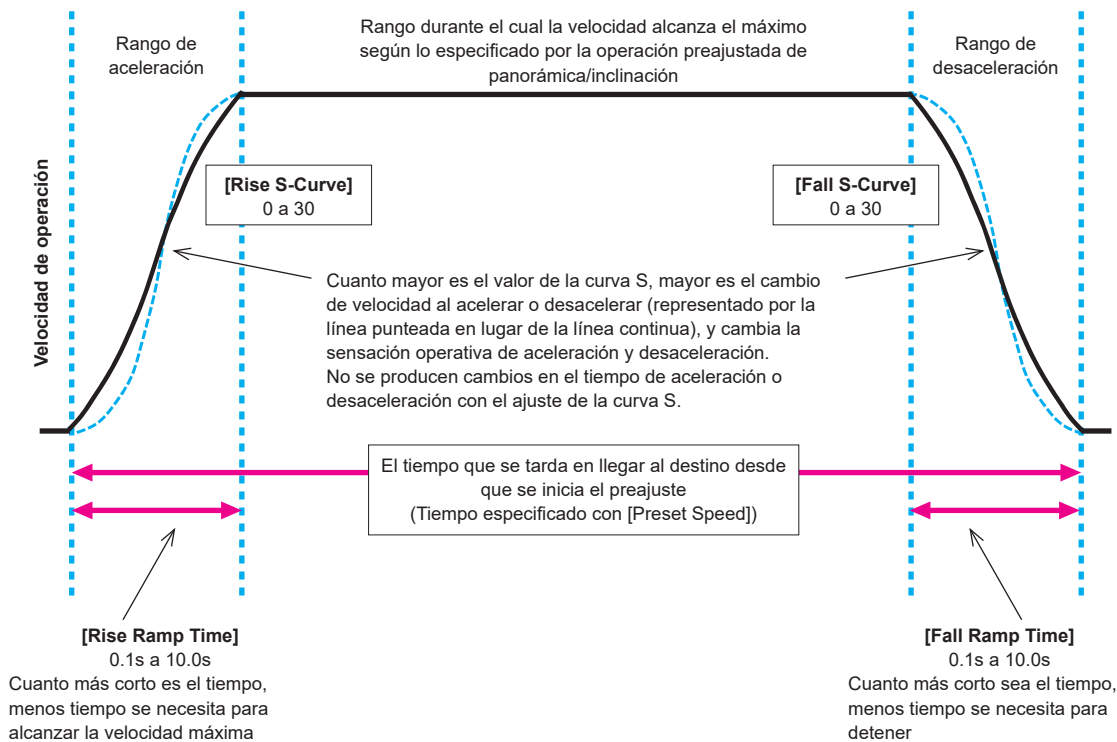 Rango de
aceleración
Rango durante el cual la velocidad alcanza el máximo
según lo especificado por la operación preajustada de
panorámica/inclinación
Rango de
desaceleración
Velocidad de operación
[Rise S-Curve]
0 a 30
[Fall S-Curve]
0 a 30
Cuanto mayor es el valor de la curva S, mayor es el cambio
de velocidad al acelerar o desacelerar (representado por la
línea punteada en lugar de la línea continua), y cambia la
sensación operativa de aceleración y desaceleración.
No se producen cambios en el tiempo de aceleración o
desaceleración con el ajuste de la curva S.
El tiempo que se tarda en llegar al destino desde
que se inicia el preajuste
(Tiempo especificado con [Preset Speed])
[Rise Ramp Time]
0.1s a 10.0s
Cuanto más corto es el tiempo,
menos tiempo se necesita para
alcanzar la velocidad máxima
[Fall Ramp Time]
0.1s a 10.0s
Cuanto más corto sea el tiempo,
menos tiempo se necesita para
detener